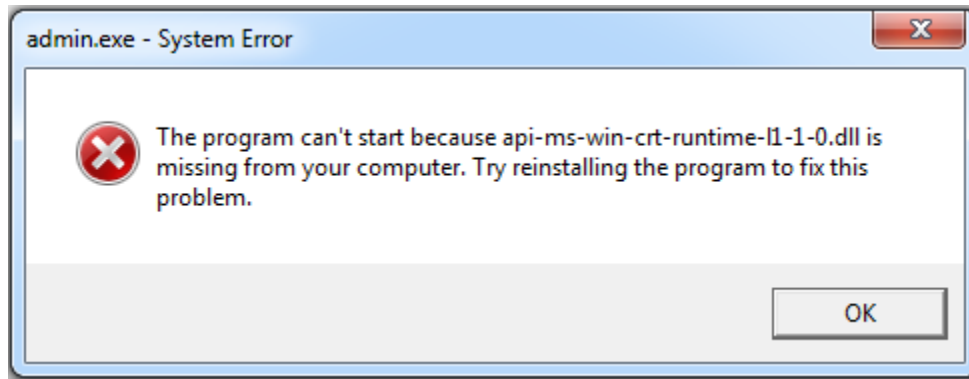 admin.exe - System Error
The program can't start because api-ms-win-crt-runtime-l1-1-0.dll is
missing from your computer. Try reinstalling the program to fix this
problem.
OK